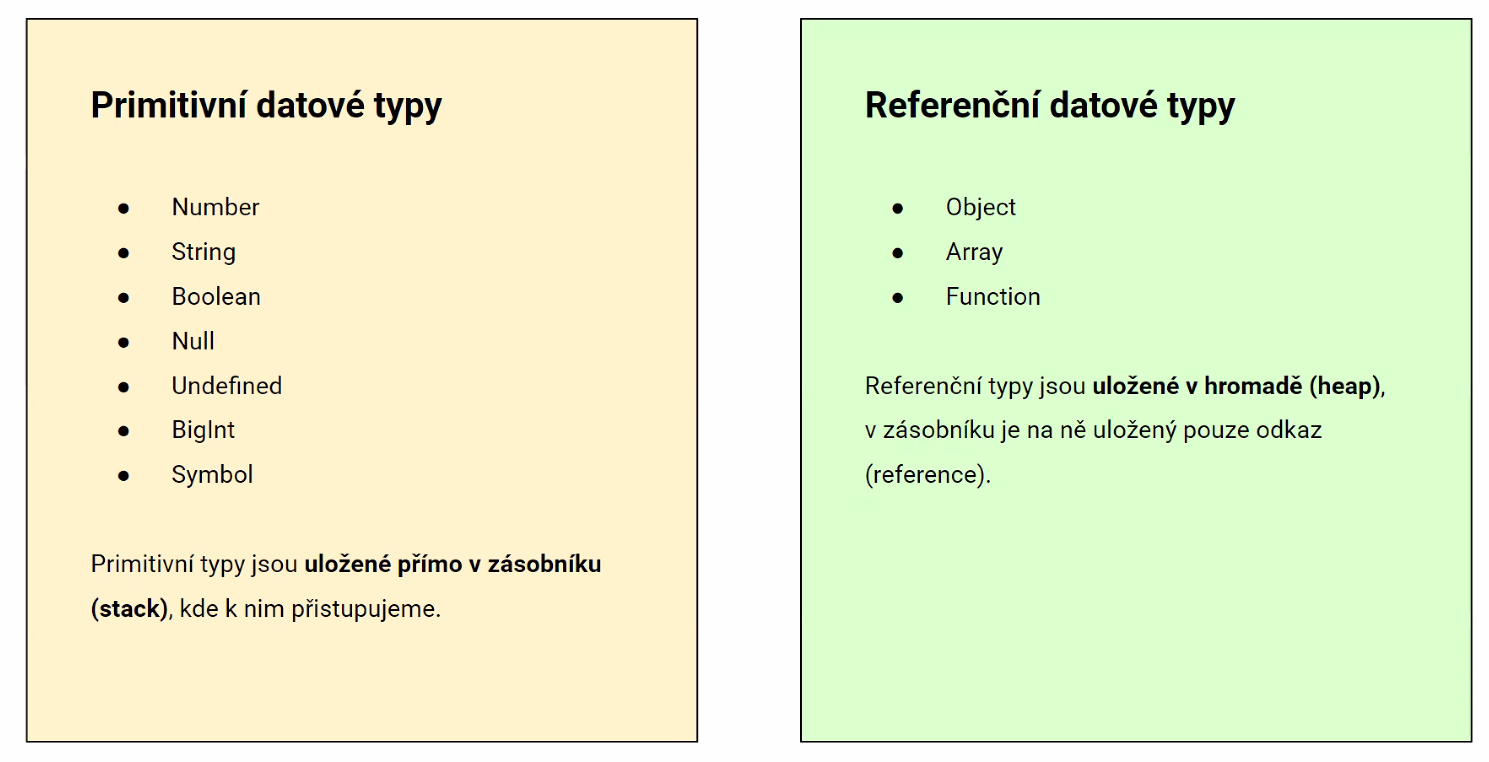 Primitivní datové typy
● Number
● String
● Boolean
● Null
● Undefined
● BigInt
● Symbol
Primitivní typy jsou uložené přímo v zásobníku
(stack), kde k nim přistupujeme.
Referenční datové typy
● Object
● Array
● Function
Referenční typy jsou uložené v hromadě (heap),
v zásobníku je na ně uložený pouze odkaz
(reference).